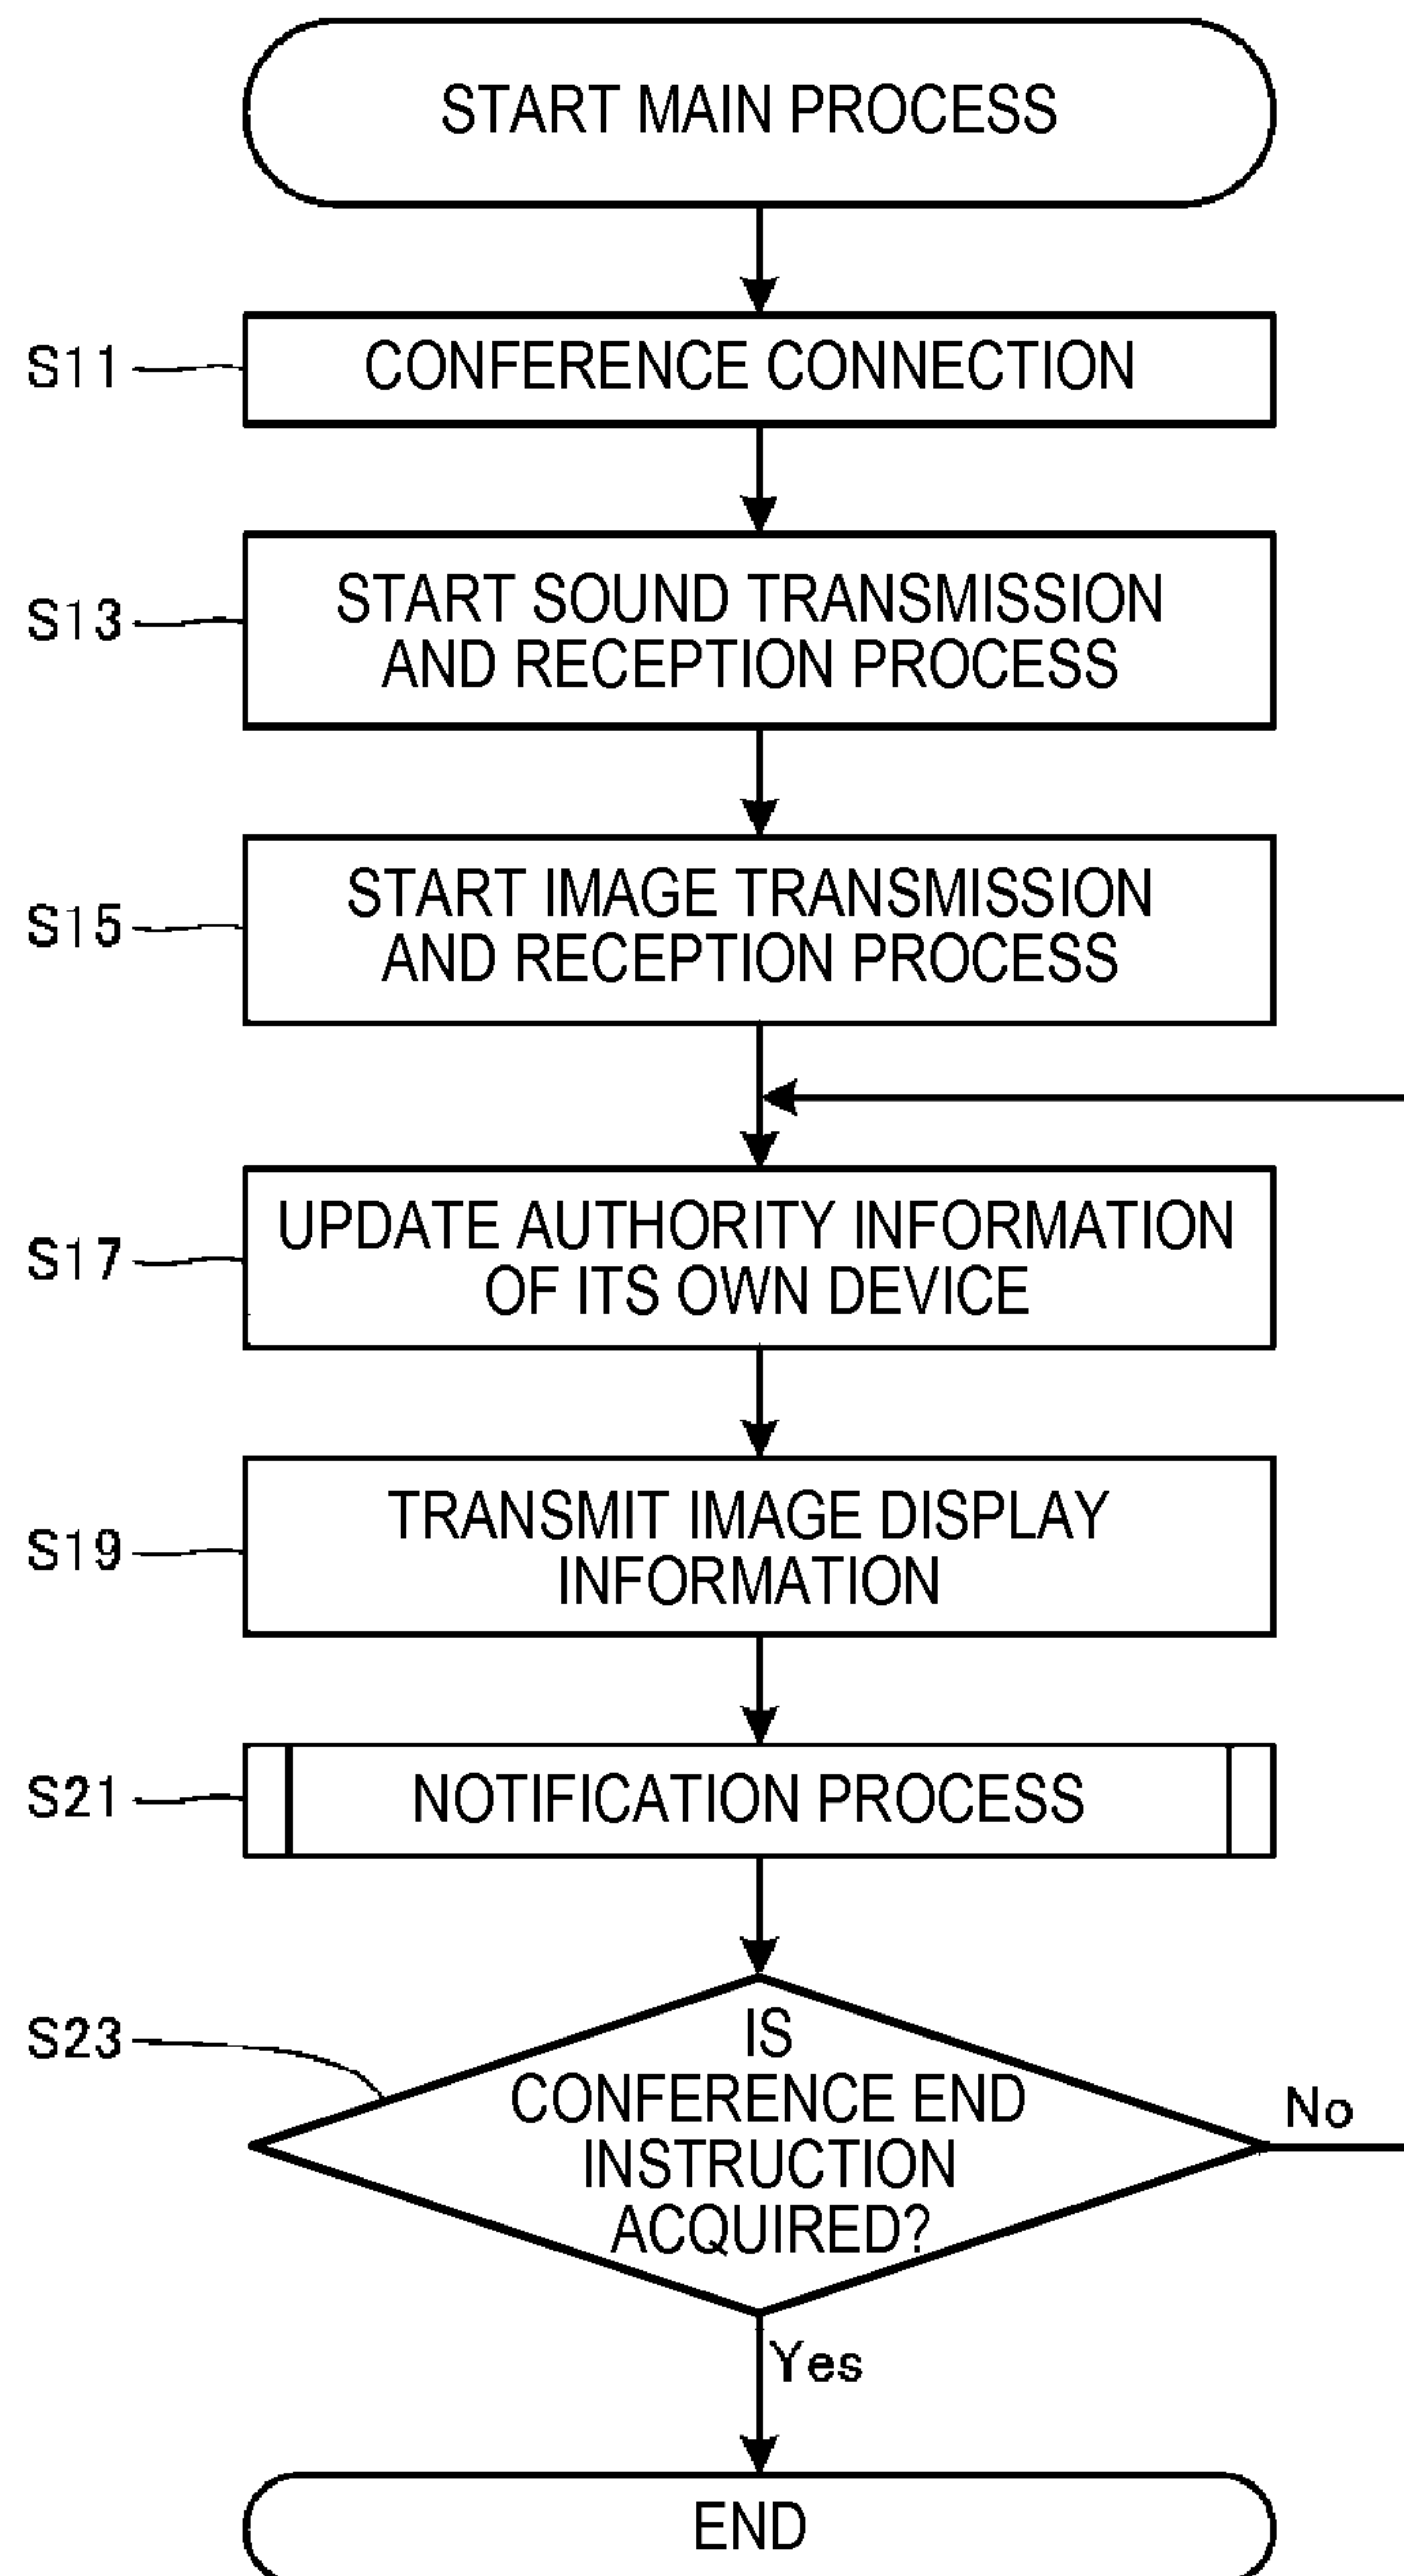 START MAIN PROCESS
S11
CONFERENCE CONNECTION
S13
START SOUND TRANSMISSION
AND RECEPTION PROCESS
S15
START IMAGE TRANSMISSION
AND RECEPTION PROCESS
S17
UPDATE AUTHORITY INFORMATION
OF ITS OWN DEVICE
S19
TRANSMIT IMAGE DISPLAY
INFORMATION
S21
NOTIFICATION PROCESS
S23
IS
CONFERENCE END
INSTRUCTION
ACQUIRED?
No
Yes
END